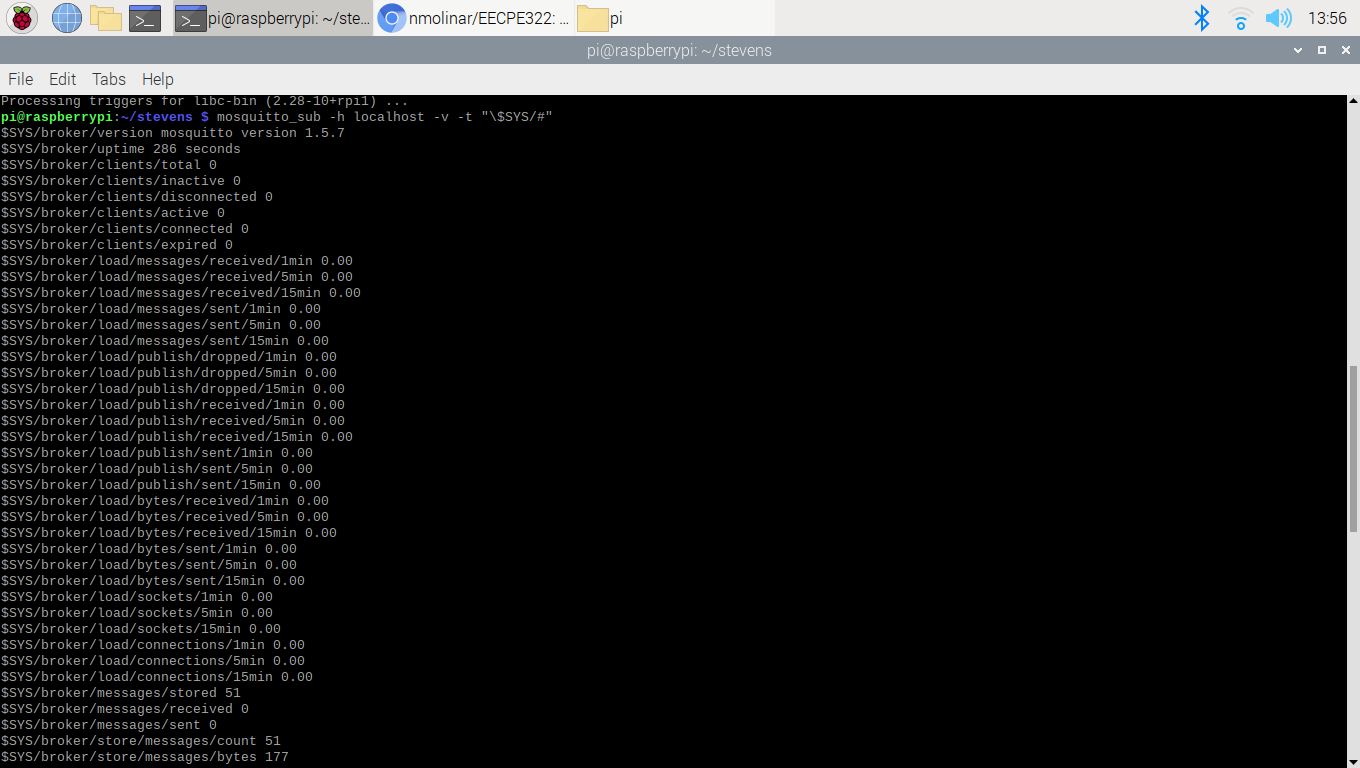 pi@raspberrypi: ~/ste... nmolinar/EECPE322: ... pi 13:56
pi@raspberrypi: ~/stevens
File Edit Tabs Help
Processing triggers for libc-bin (2.28-10+rpi1) ...
pi@raspberrypi:~/stevens $ mosquitto_sub -h localhost -v -t "\$SYS/#"
$SYS/broker/version mosquitto version 1.5.7
$SYS/broker/uptime 286 seconds
$SYS/broker/clients/total 0
$SYS/broker/clients/inactive 0
$SYS/broker/clients/disconnected 0
$SYS/broker/clients/active 0
$SYS/broker/clients/connected 0
$SYS/broker/clients/expired 0
$SYS/broker/load/messages/received/1min 0.00
$SYS/broker/load/messages/received/5min 0.00
$SYS/broker/load/messages/received/15min 0.00
$SYS/broker/load/messages/sent/1min 0.00
$SYS/broker/load/messages/sent/5min 0.00
$SYS/broker/load/messages/sent/15min 0.00
$SYS/broker/load/publish/dropped/1min 0.00
$SYS/broker/load/publish/dropped/5min 0.00
$SYS/broker/load/publish/dropped/15min 0.00
$SYS/broker/load/publish/received/1min 0.00
$SYS/broker/load/publish/received/5min 0.00
$SYS/broker/load/publish/received/15min 0.00
$SYS/broker/load/publish/sent/1min 0.00
$SYS/broker/load/publish/sent/5min 0.00
$SYS/broker/load/publish/sent/15min 0.00
$SYS/broker/load/bytes/received/1min 0.00
$SYS/broker/load/bytes/received/5min 0.00
$SYS/broker/load/bytes/received/15min 0.00
$SYS/broker/load/bytes/sent/1min 0.00
$SYS/broker/load/bytes/sent/5min 0.00
$SYS/broker/load/bytes/sent/15min 0.00
$SYS/broker/load/sockets/1min 0.00
$SYS/broker/load/sockets/5min 0.00
$SYS/broker/load/sockets/15min 0.00
$SYS/broker/load/connections/1min 0.00
$SYS/broker/load/connections/5min 0.00
$SYS/broker/load/connections/15min 0.00
$SYS/broker/messages/stored 51
$SYS/broker/messages/received 0
$SYS/broker/messages/sent 0
$SYS/broker/store/messages/count 51
$SYS/broker/store/messages/bytes 177